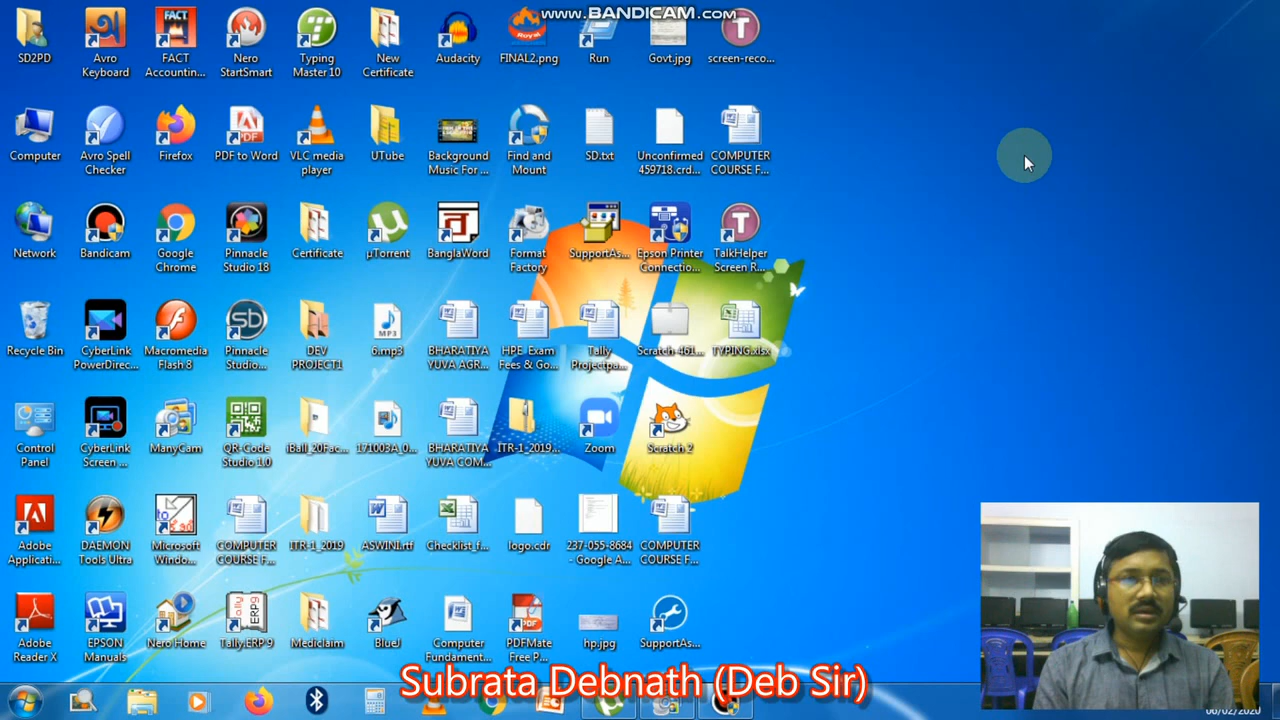 www.BANDICAM.com
SD2PD
Avro Keyboard
FACT Accountin...
Nero StartSmart
Typing Master 10
New Certificate
Audacity
FINAL2.png
Run
Govt.jpg
screen-reco...
Computer
Avro Spell Checker
Firefox
PDF to Word
VLC media player
UTube
Background Music For ...
Find and Mount
SD.txt
Unconfirmed 459718.crd...
COMPUTER COURSE F...
Network
Bandicam
Google Chrome
Pinnacle Studio 18
Certificate
µTorrent
BanglaWord
Format Factory
SupportAs...
Epson Printer Connectio...
TalkHelper Screen R...
Recycle Bin
CyberLink PowerDirec...
Macromedia Flash 8
Pinnacle Studio...
DEV PROJECT1
6.mp3
BHARATIYA YUVA AGR...
HPE Exam Fees & Go...
Tally Projectpa...
Scratch-461...
TYPING.xlsx
Control Panel
CyberLink Screen ...
ManyCam
QR-Code Studio 1.0
iBall_20Fac...
171003A_0...
BHARATIYA YUVA COM...
ITR-1_2019...
Zoom
Scratch 2
Adobe Applicati...
DAEMON Tools Ultra
Microsoft Windo...
COMPUTER COURSE F...
ITR-1_2019
ASWINI.rtf
Checklist_f...
logo.cdr
237-055-8684 - Google A...
COMPUTER COURSE F...
Adobe Reader X
EPSON Manuals
Nero Home
Tally.ERP 9
Mediclaim
BlueJ
Computer Fundament...
PDFMate Free P...
hp.jpg
SupportAs...
Subrata Debnath (Deb Sir)
06/02/2020